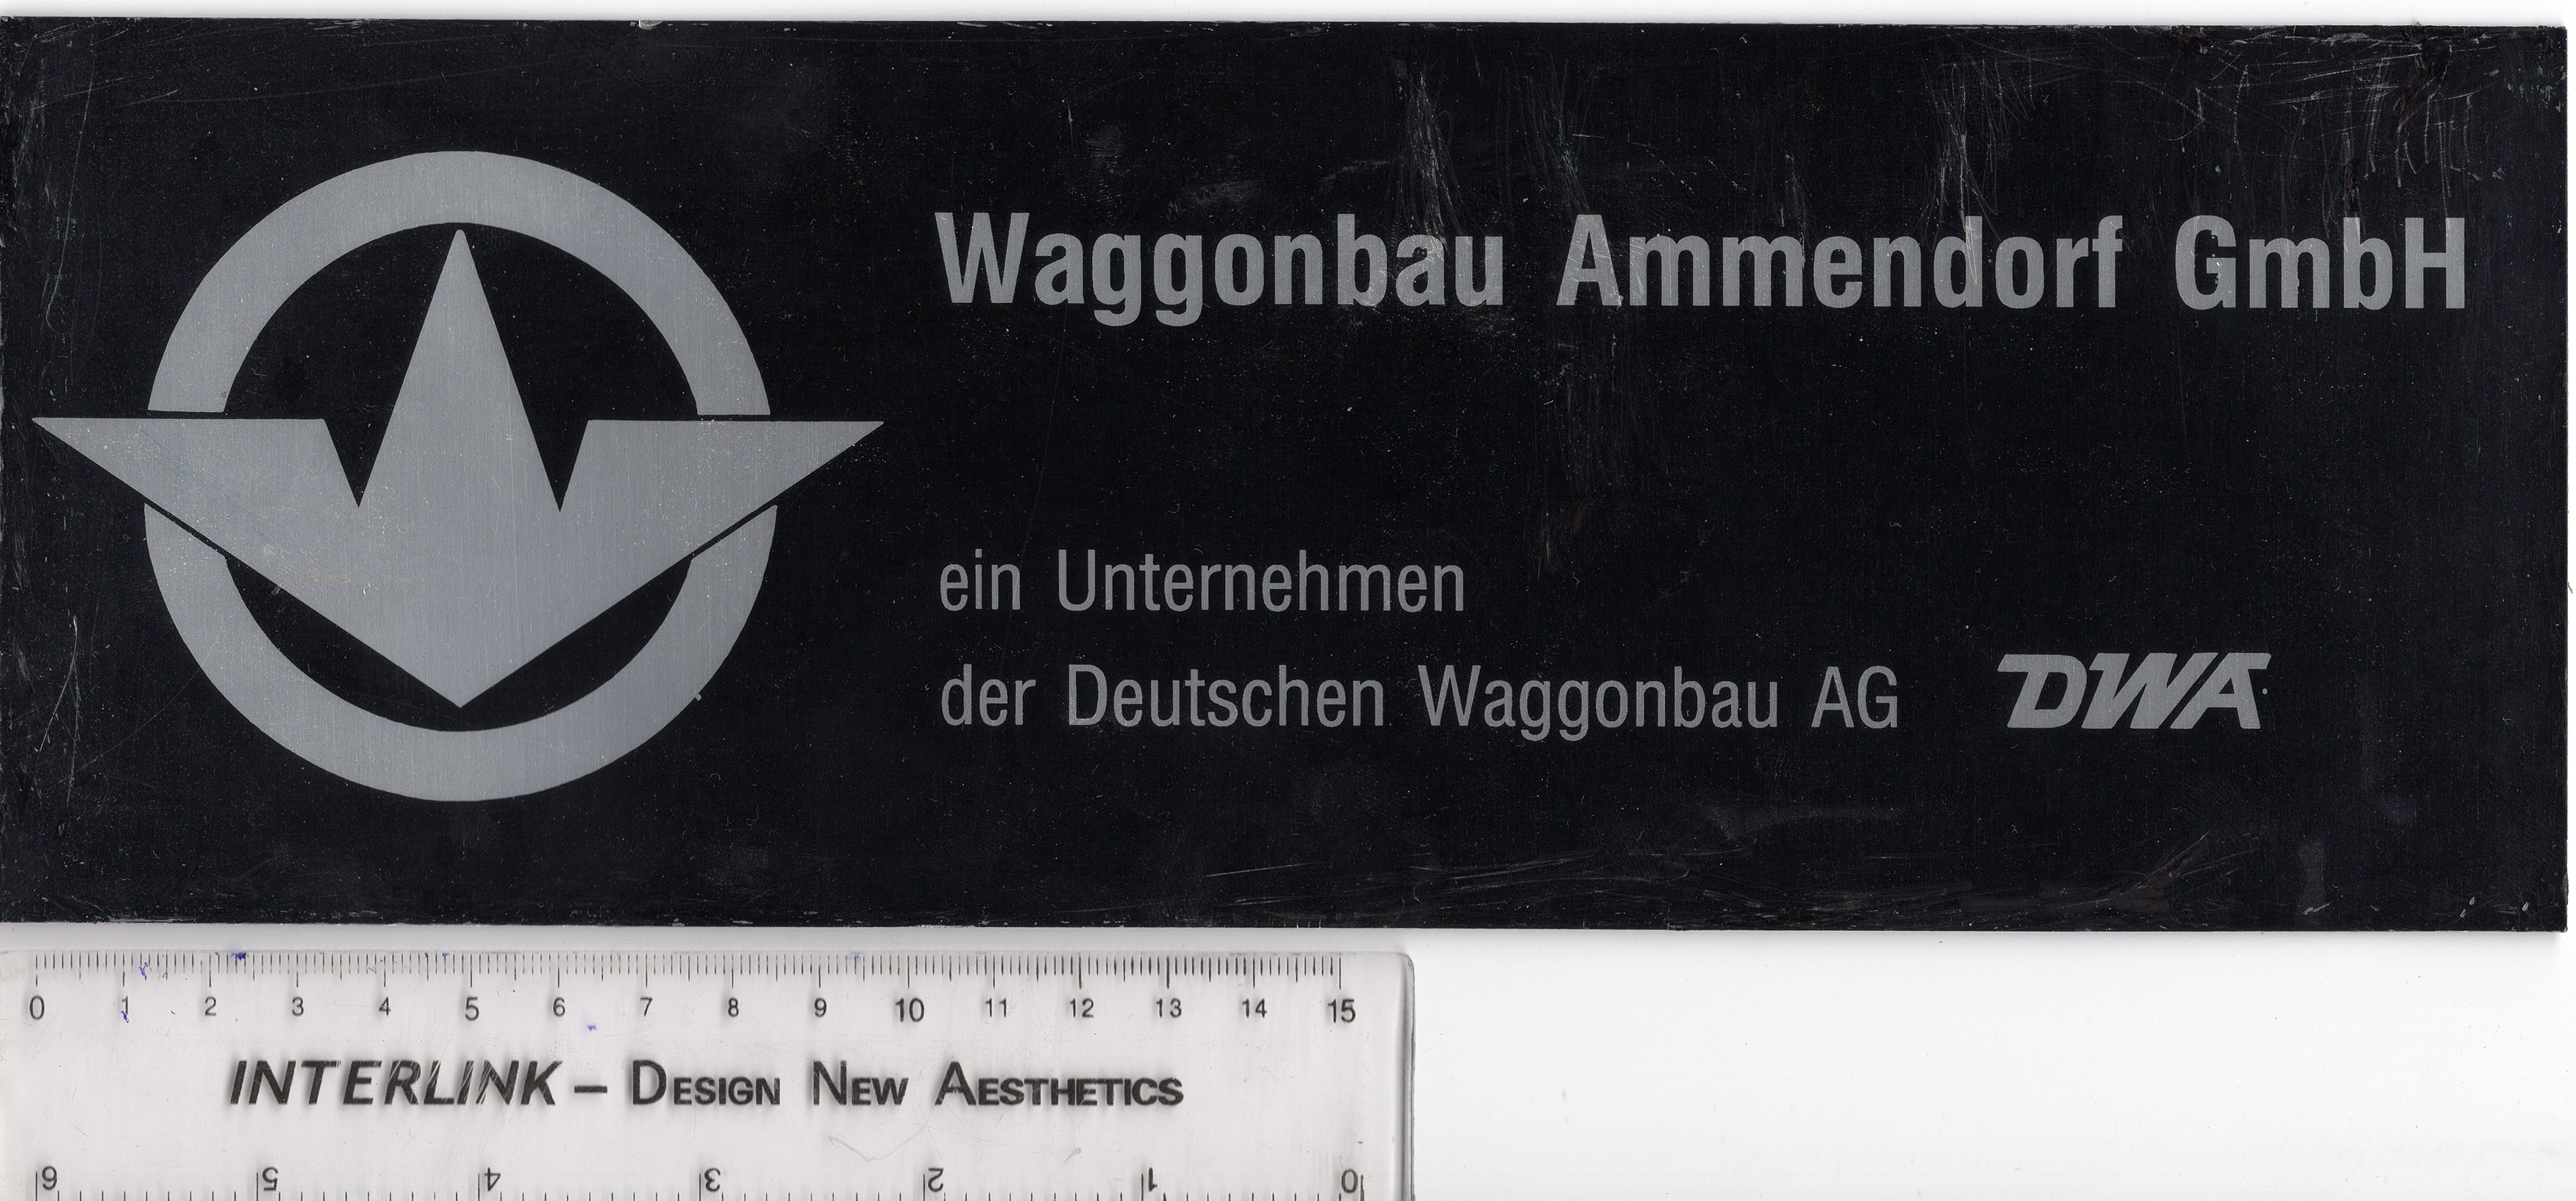 Waggonbau Ammendorf GmbH
ein Unternehmen
der Deutschen Waggonbau AG DWA
0 1 2 3 4 5 6 7 8 9 10 11 12 13 14 15
INTERLINK – DESIGN NEW AESTHETICS
6 5 4 3 2 1 0